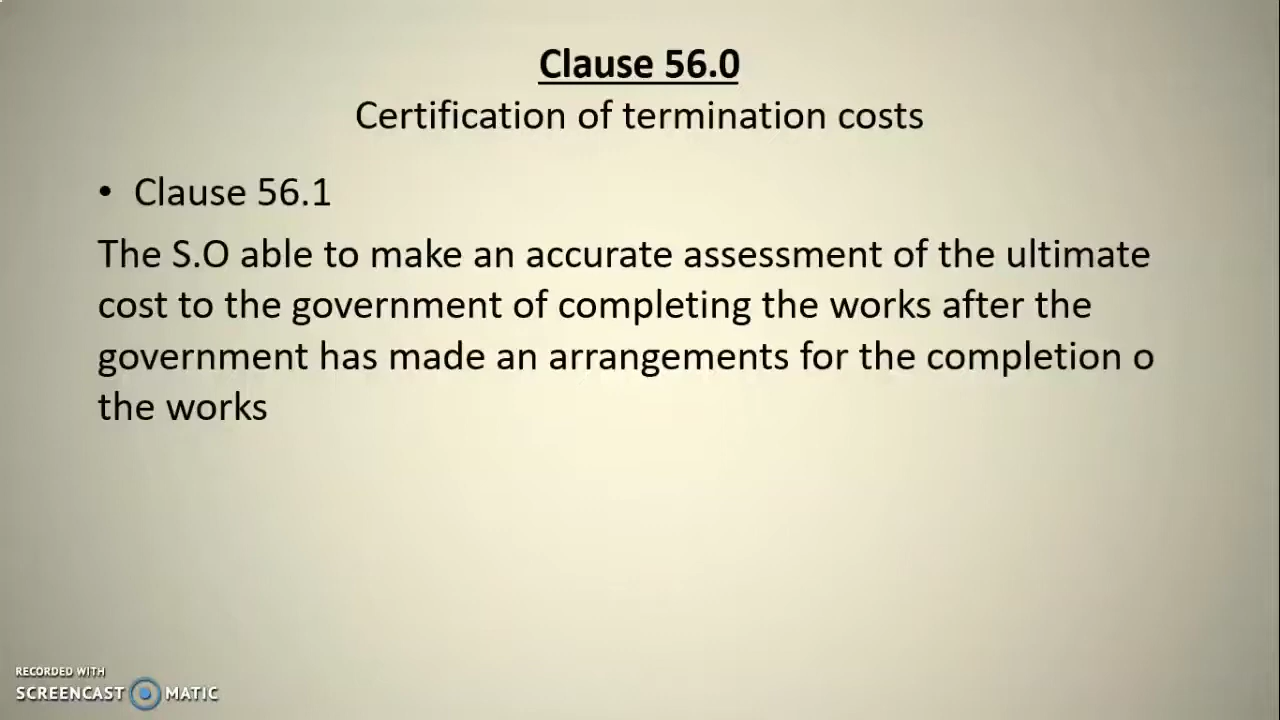 Clause 56.0
Certification of termination costs
• Clause 56.1
The S.O able to make an accurate assessment of the ultimate
cost to the government of completing the works after the
government has made an arrangements for the completion o
the works
RECORDED WITH
SCREENCAST MATIC